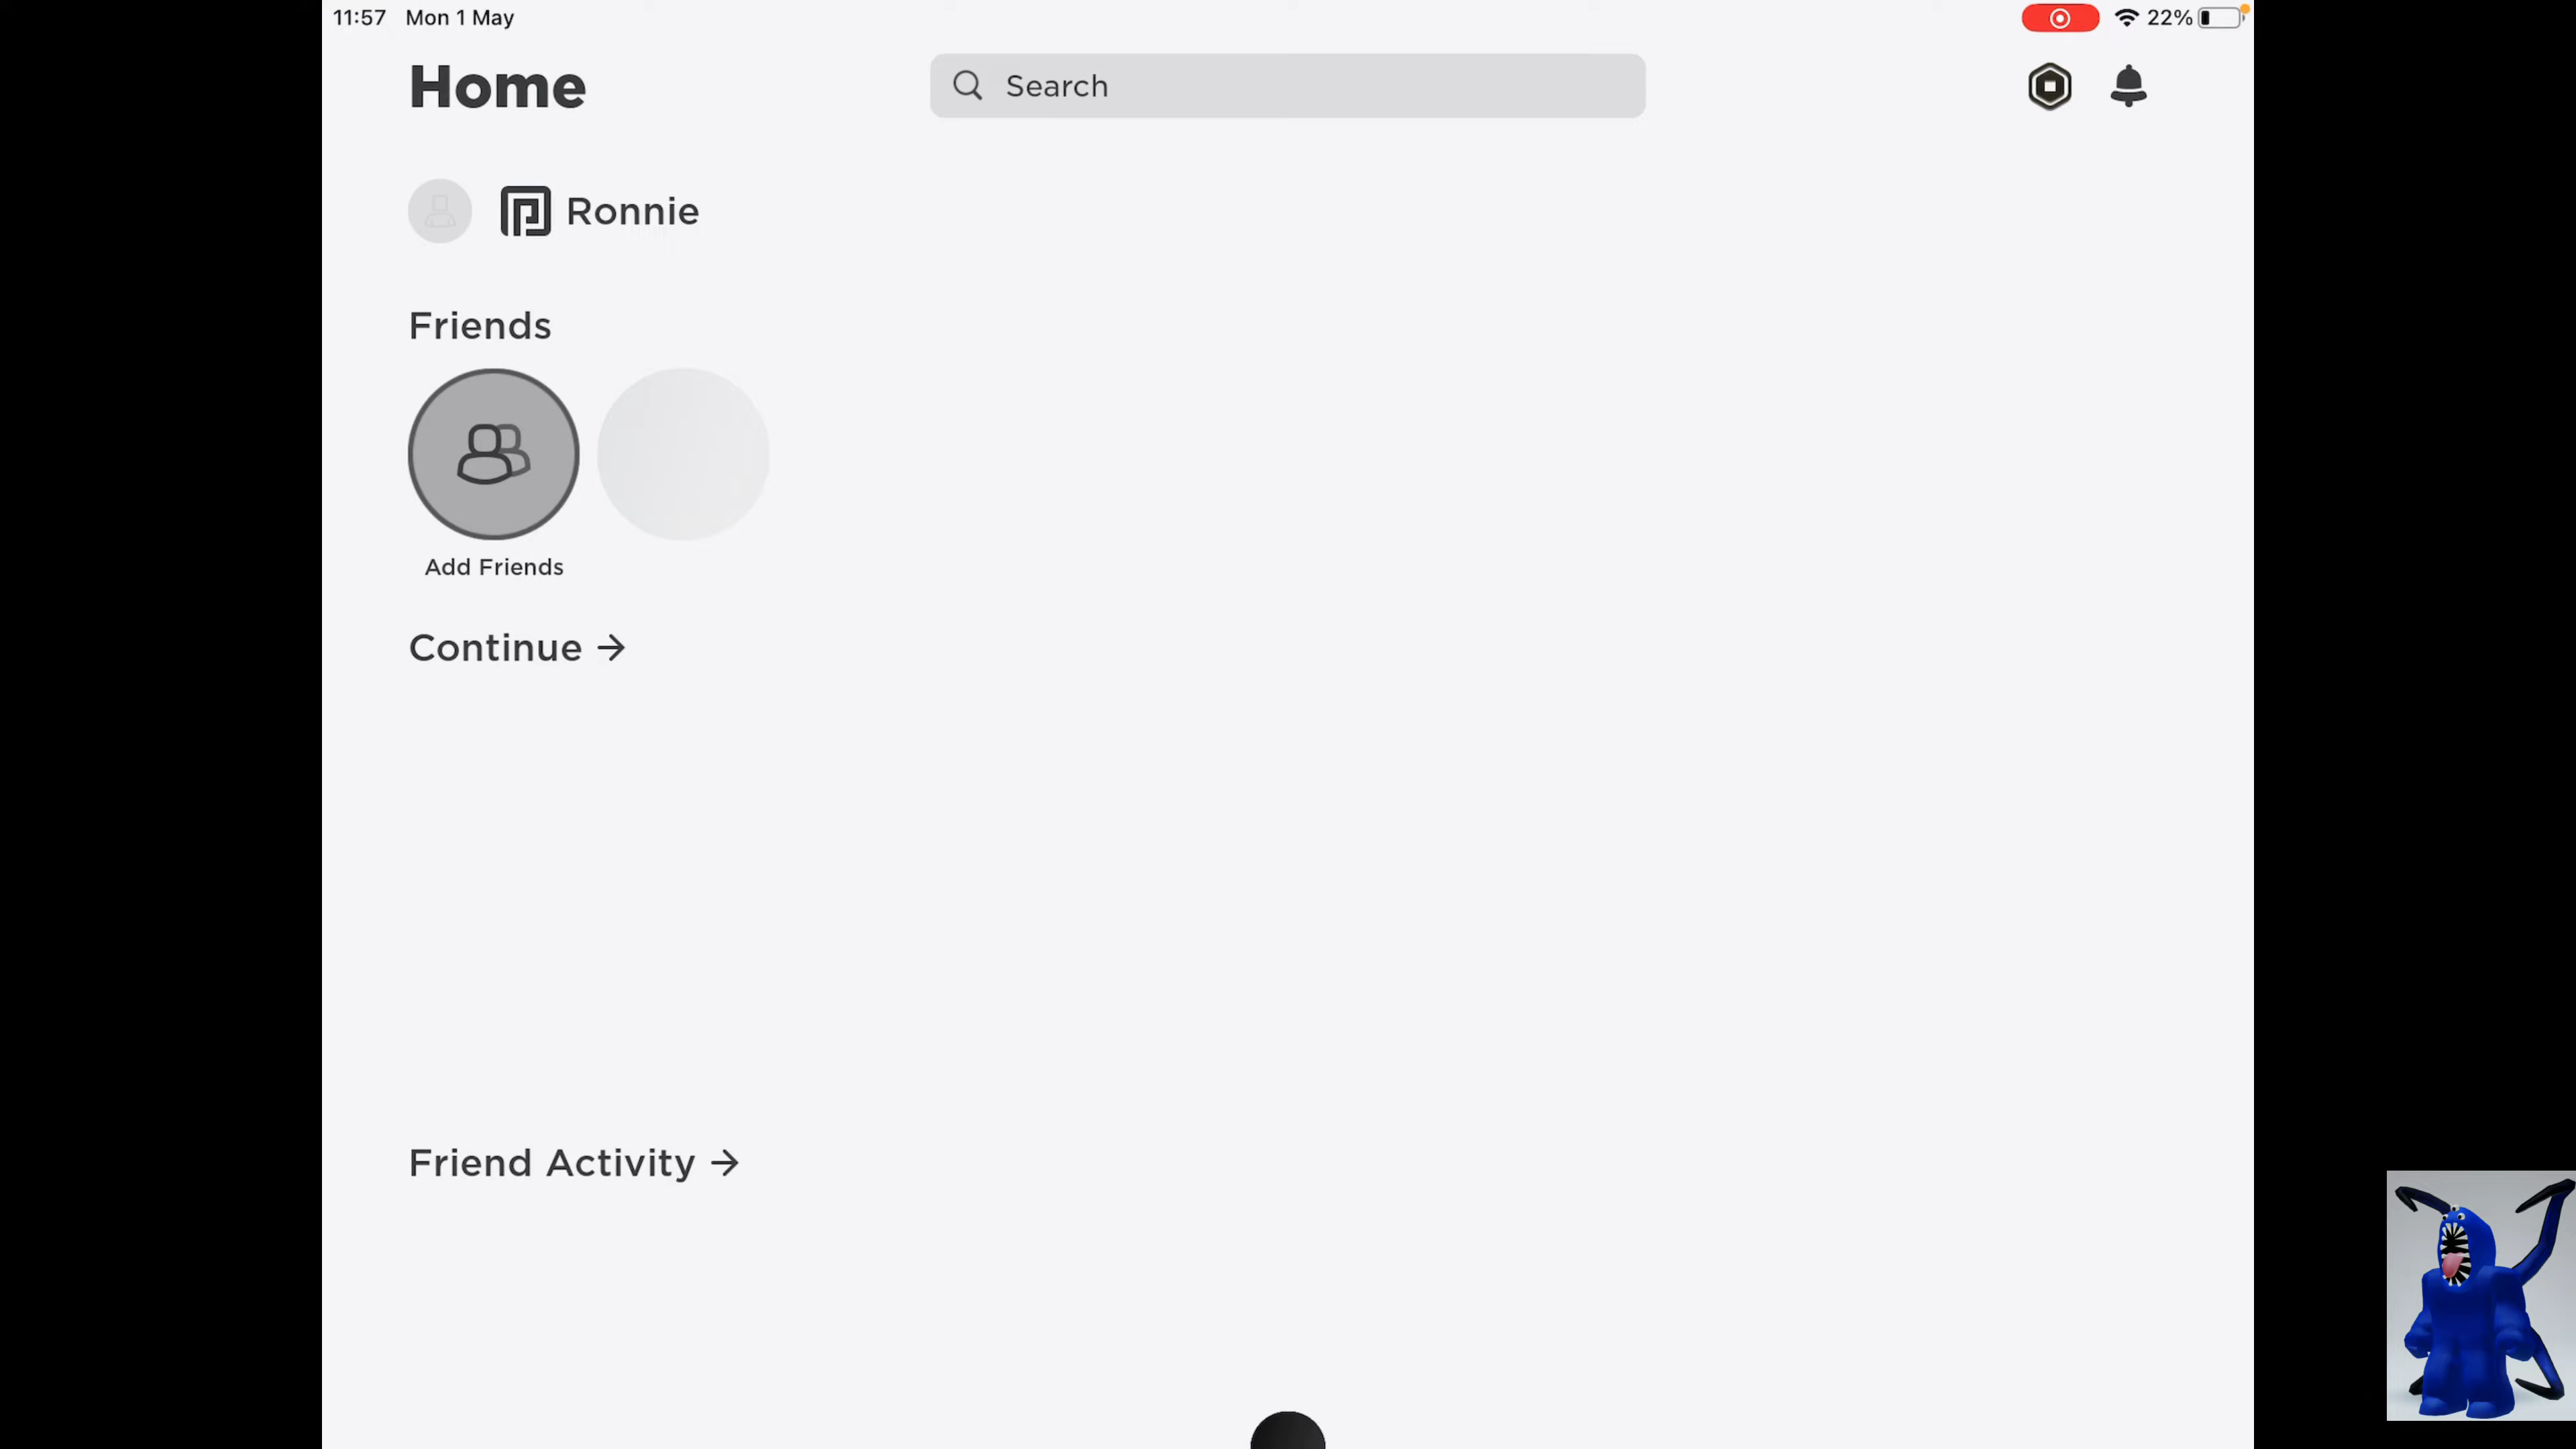 11:57 Mon 1 May
22%
Home
Search
Ronnie
Friends
Add Friends
Continue →
Friend Activity →